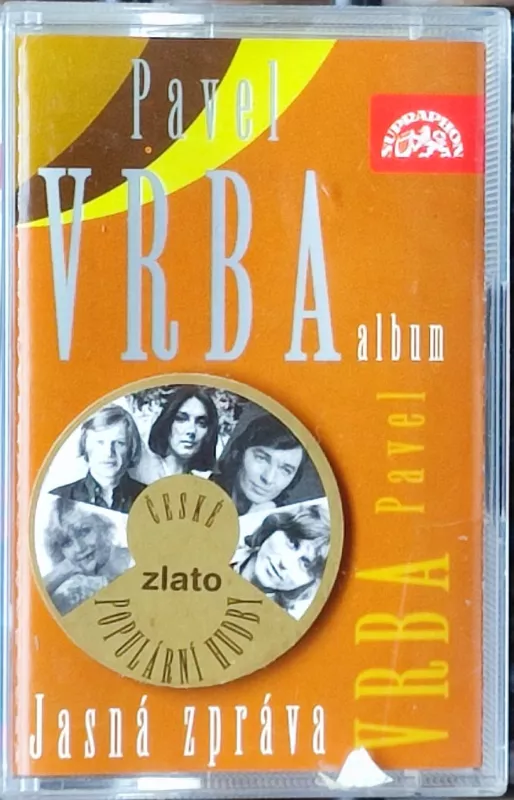 Pavel
SUPRAPHON
VRBA
album
VRBA Pavel
ČESKÉ
zlato
POPULÁRNÍ HUDBY
Jasná zpráva